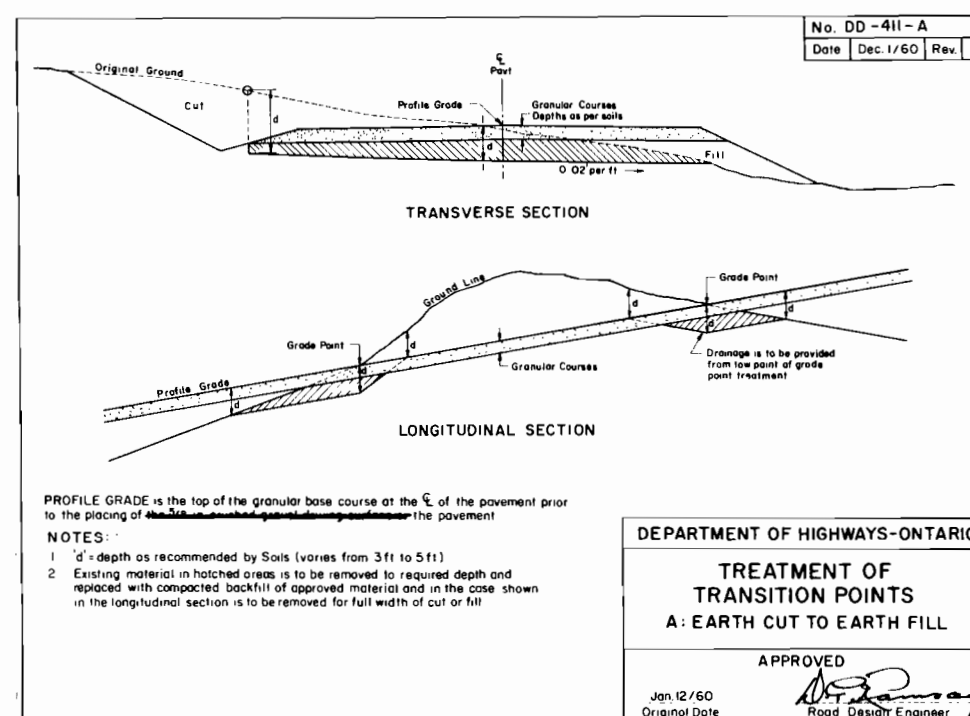 No. DD-411-A
Date Dec. 1/60 Rev.
Original Ground
Cut
d
℄
Pavt
Profile Grade
Granular Courses
Depths as per soils
d
Fill
0.02' per ft
TRANSVERSE SECTION
Ground Line
Grade Point
d
d
d
Grade Point
d
d
Granular Courses
Drainage is to be provided
from low point of grade
point treatment
Profile Grade
d
LONGITUDINAL SECTION
PROFILE GRADE is the top of the granular base course at the ℄ of the pavement prior
to the placing of the pavement
NOTES:
1 'd' = depth as recommended by Soils (varies from 3ft to 5ft)
2 Existing material in hatched areas is to be removed to required depth and
replaced with compacted backfill of approved material and in the case shown
in the longitudinal section is to be removed for full width of cut or fill
DEPARTMENT OF HIGHWAYS-ONTARIO
TREATMENT OF
TRANSITION POINTS
A: EARTH CUT TO EARTH FILL
APPROVED
Jan. 12/60
Original Date
Road Design Engineer